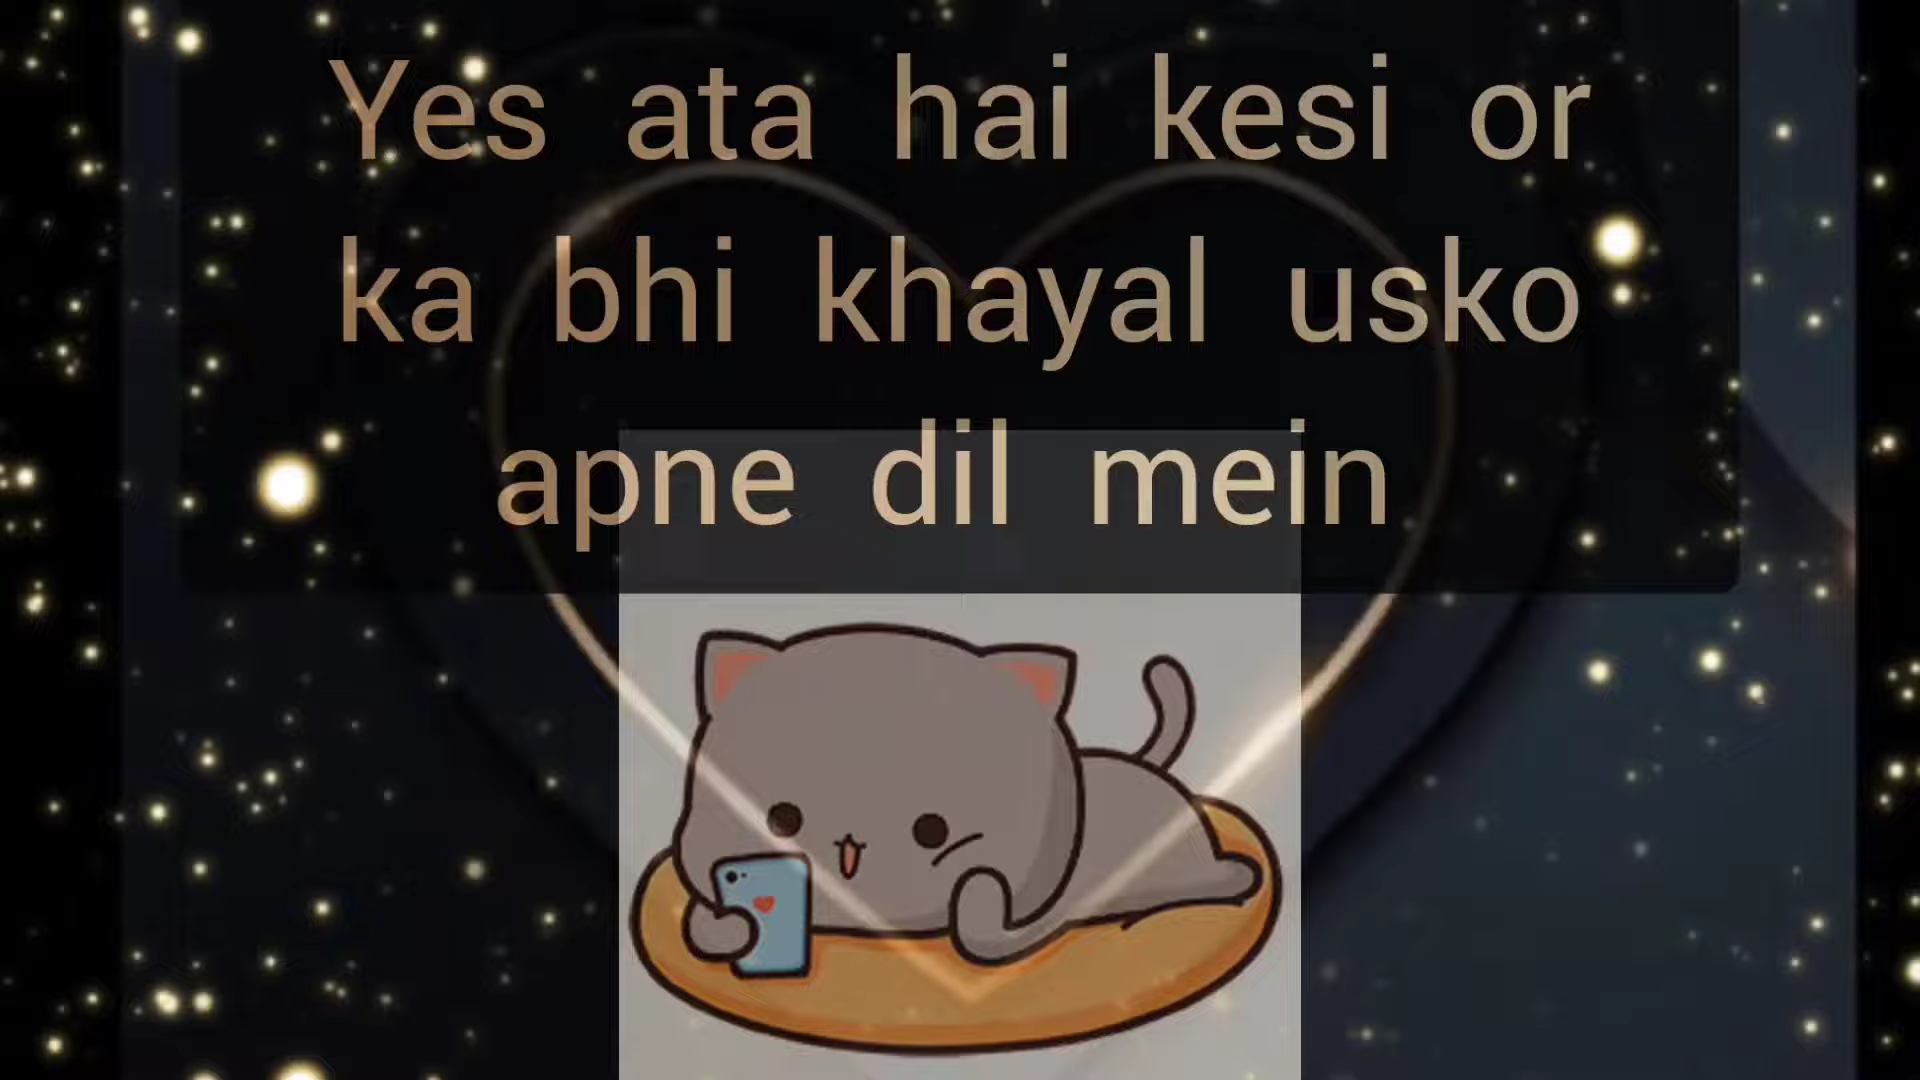 Yes ata hai kesi or
ka bhi khayal usko
apne dil mein